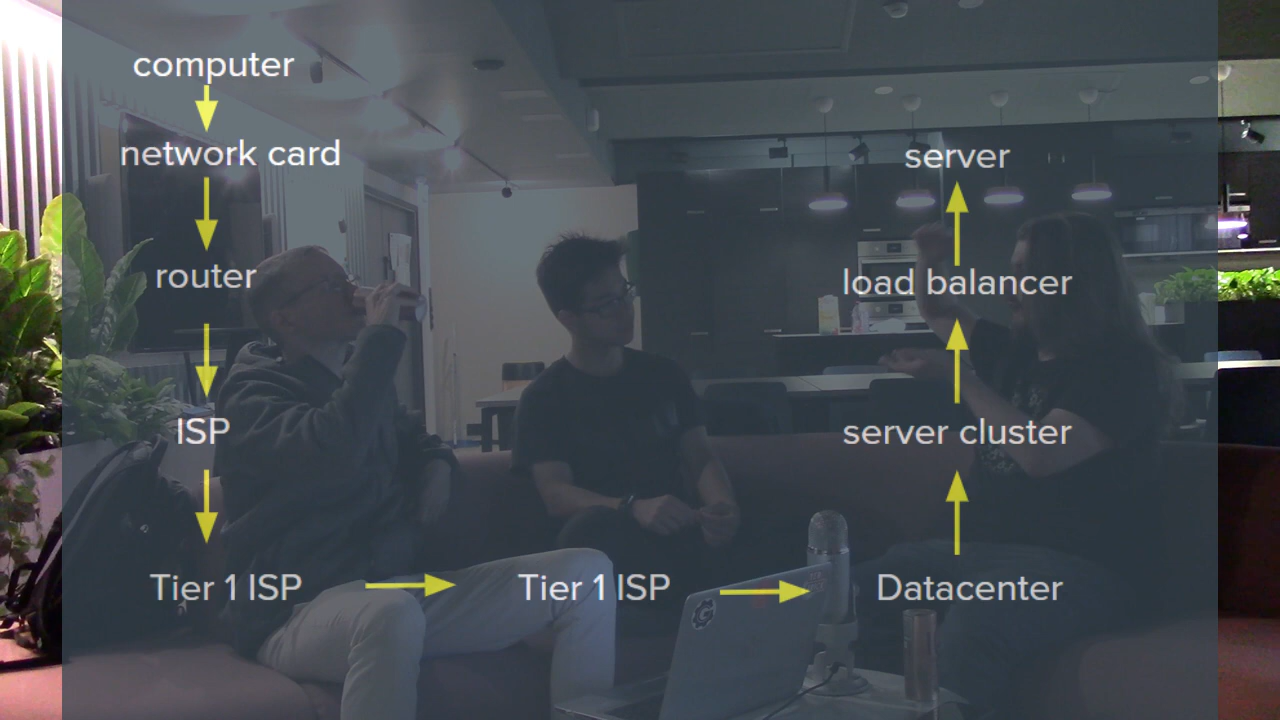 computer
network card
router
ISP
Tier 1 ISP
Tier 1 ISP
Datacenter
server cluster
load balancer
server